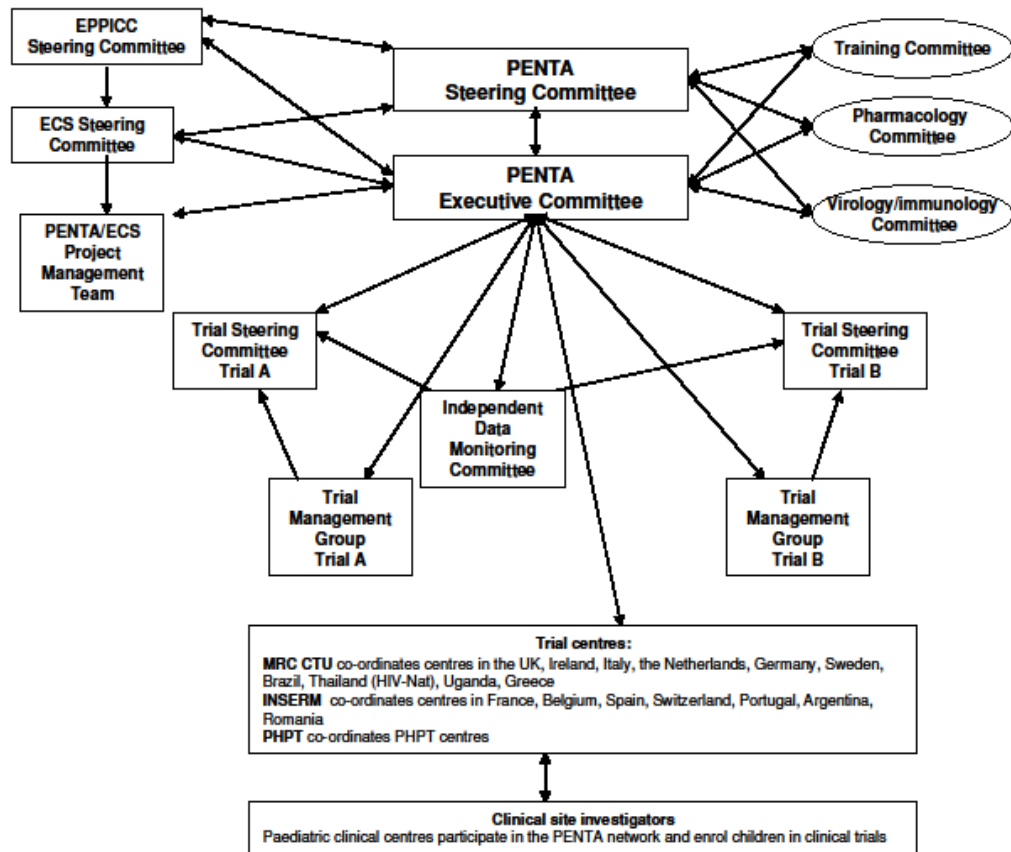 EPPICC
Steering Committee
PENTA
Steering Committee
Training Committee
ECS Steering
Committee
Pharmacology
Committee
PENTA
Executive Committee
Virology/immunology
Committee
PENTA/ECS
Project
Management
Team
Trial Steering
Committee
Trial A
Trial Steering
Committee
Trial B
Independent
Data
Monitoring
Committee
Trial
Management
Group
Trial A
Trial
Management
Group
Trial B
Trial centres:
MRC CTU co-ordinates centres in the UK, Ireland, Italy, the Netherlands, Germany, Sweden,
Brazil, Thailand (HIV-Nat), Uganda, Greece
INSERM co-ordinates centres in France, Belgium, Spain, Switzerland, Portugal, Argentina,
Romania
PHPT co-ordinates PHPT centres
Clinical site investigators
Paediatric clinical centres participate in the PENTA network and enrol children in clinical trials